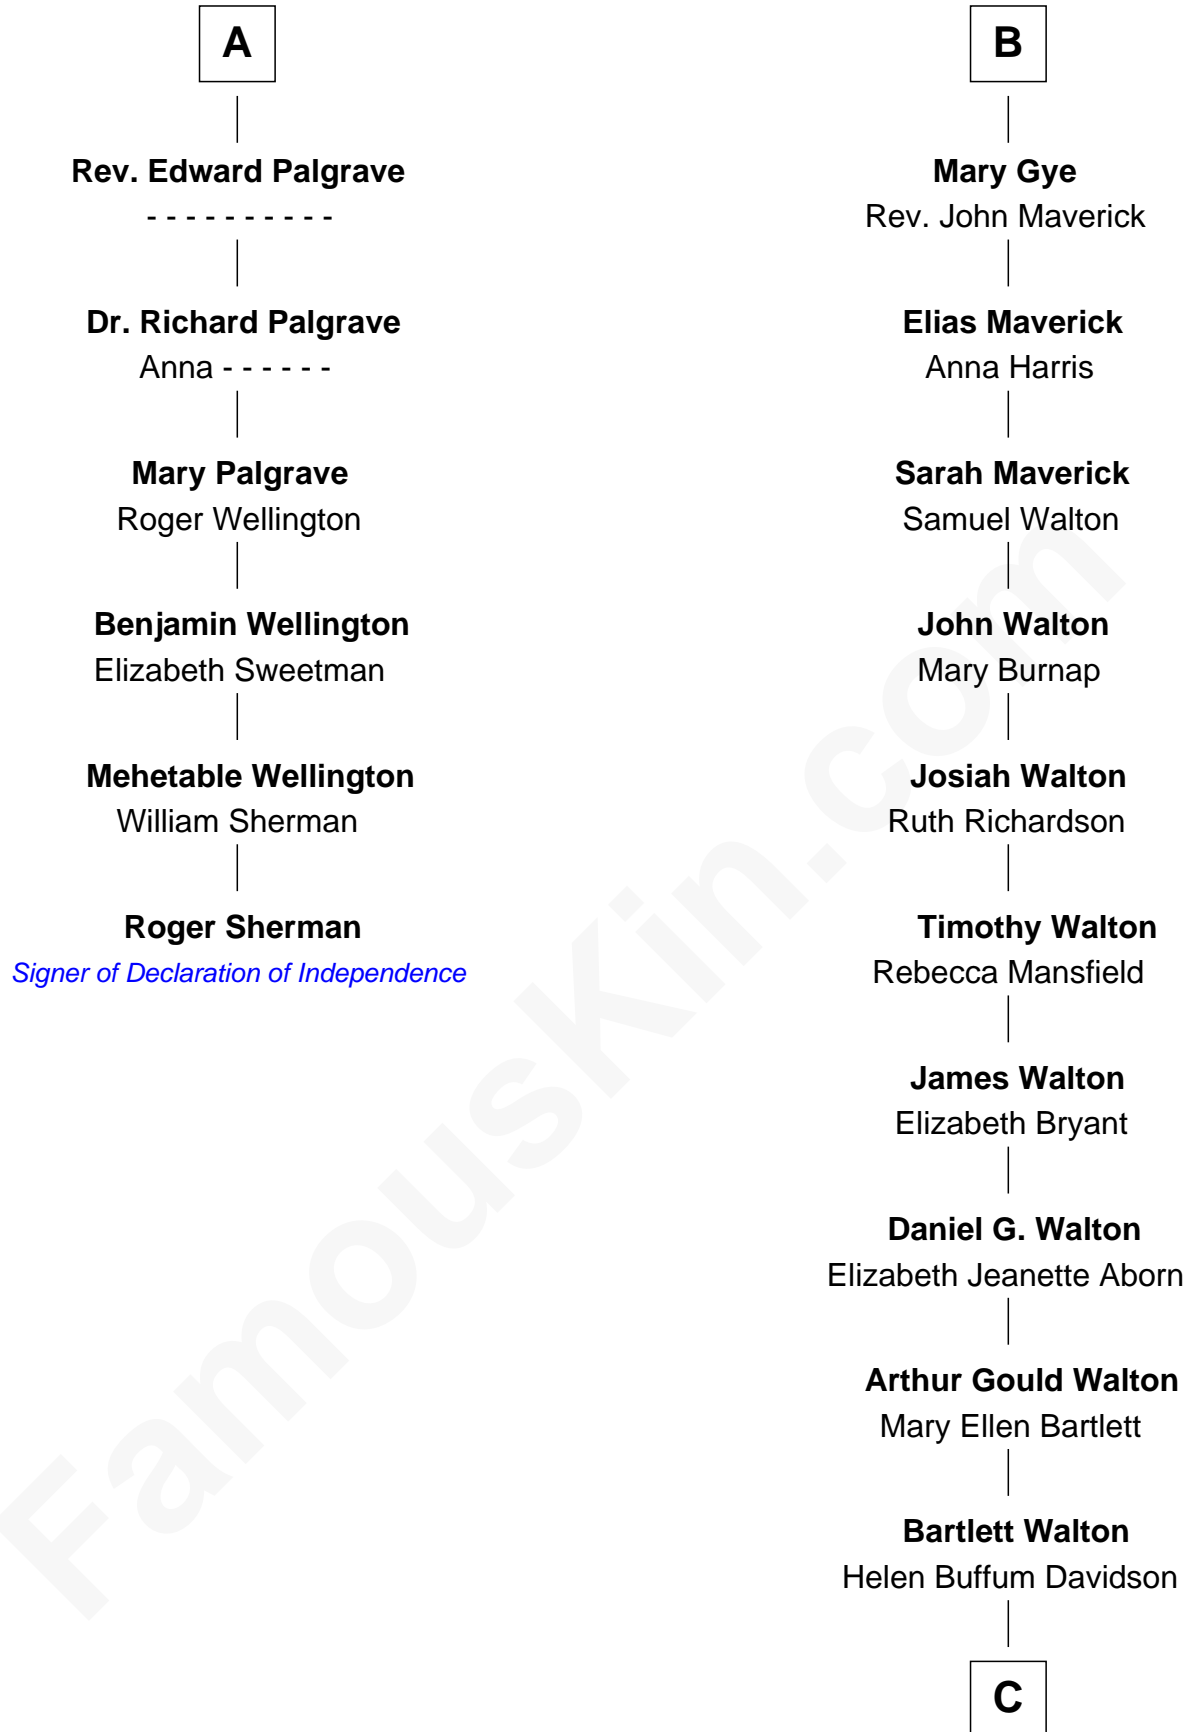 A
Rev. Edward Palgrave
- - - - - - - - - -
Dr. Richard Palgrave
Anna - - - - - -
Mary Palgrave
Roger Wellington
Benjamin Wellington
Elizabeth Sweetman
Mehetable Wellington
William Sherman
Roger Sherman
Signer of Declaration of Independence
B
Mary Gye
Rev. John Maverick
Elias Maverick
Anna Harris
Sarah Maverick
Samuel Walton
John Walton
Mary Burnap
Josiah Walton
Ruth Richardson
Timothy Walton
Rebecca Mansfield
James Walton
Elizabeth Bryant
Daniel G. Walton
Elizabeth Jeanette Aborn
Arthur Gould Walton
Mary Ellen Bartlett
Bartlett Walton
Helen Buffum Davidson
C
FamousKin.com